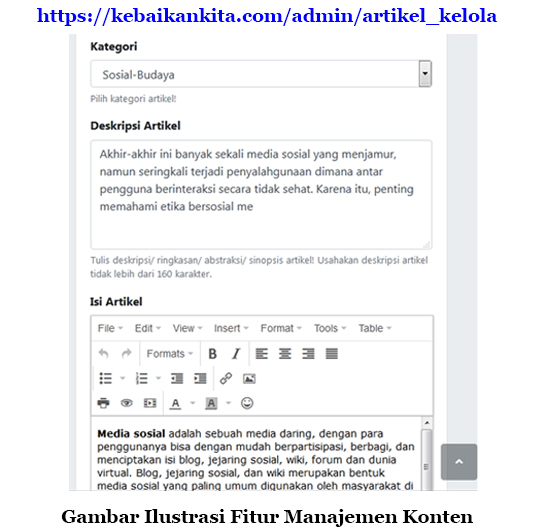 https://kebaikankita.com/admin/artikel_kelola
Kategori
Sosial-Budaya
Pilih kategori artikel!
Deskripsi Artikel
Akhir-akhir ini banyak sekali media sosial yang menjamur,
namun seringkali terjadi penyalahgunaan dimana antar
pengguna berinteraksi secara tidak sehat. Karena itu, penting
memahami etika bersosial me
Tulis deskripsi/ ringkasan/ abstraksi/ sinopsis artikel! Usahakan deskripsi artikel
tidak lebih dari 160 karakter.
Isi Artikel
File Edit View Insert Format Tools Table
Formats B I
A A
Media sosial adalah sebuah media daring, dengan para
penggunanya bisa dengan mudah berpartisipasi, berbagi, dan
menciptakan isi blog, jejaring sosial, wiki, forum dan dunia
virtual. Blog, jejaring sosial, dan wiki merupakan bentuk
media sosial yang paling umum digunakan oleh masyarakat di
Gambar Ilustrasi Fitur Manajemen Konten